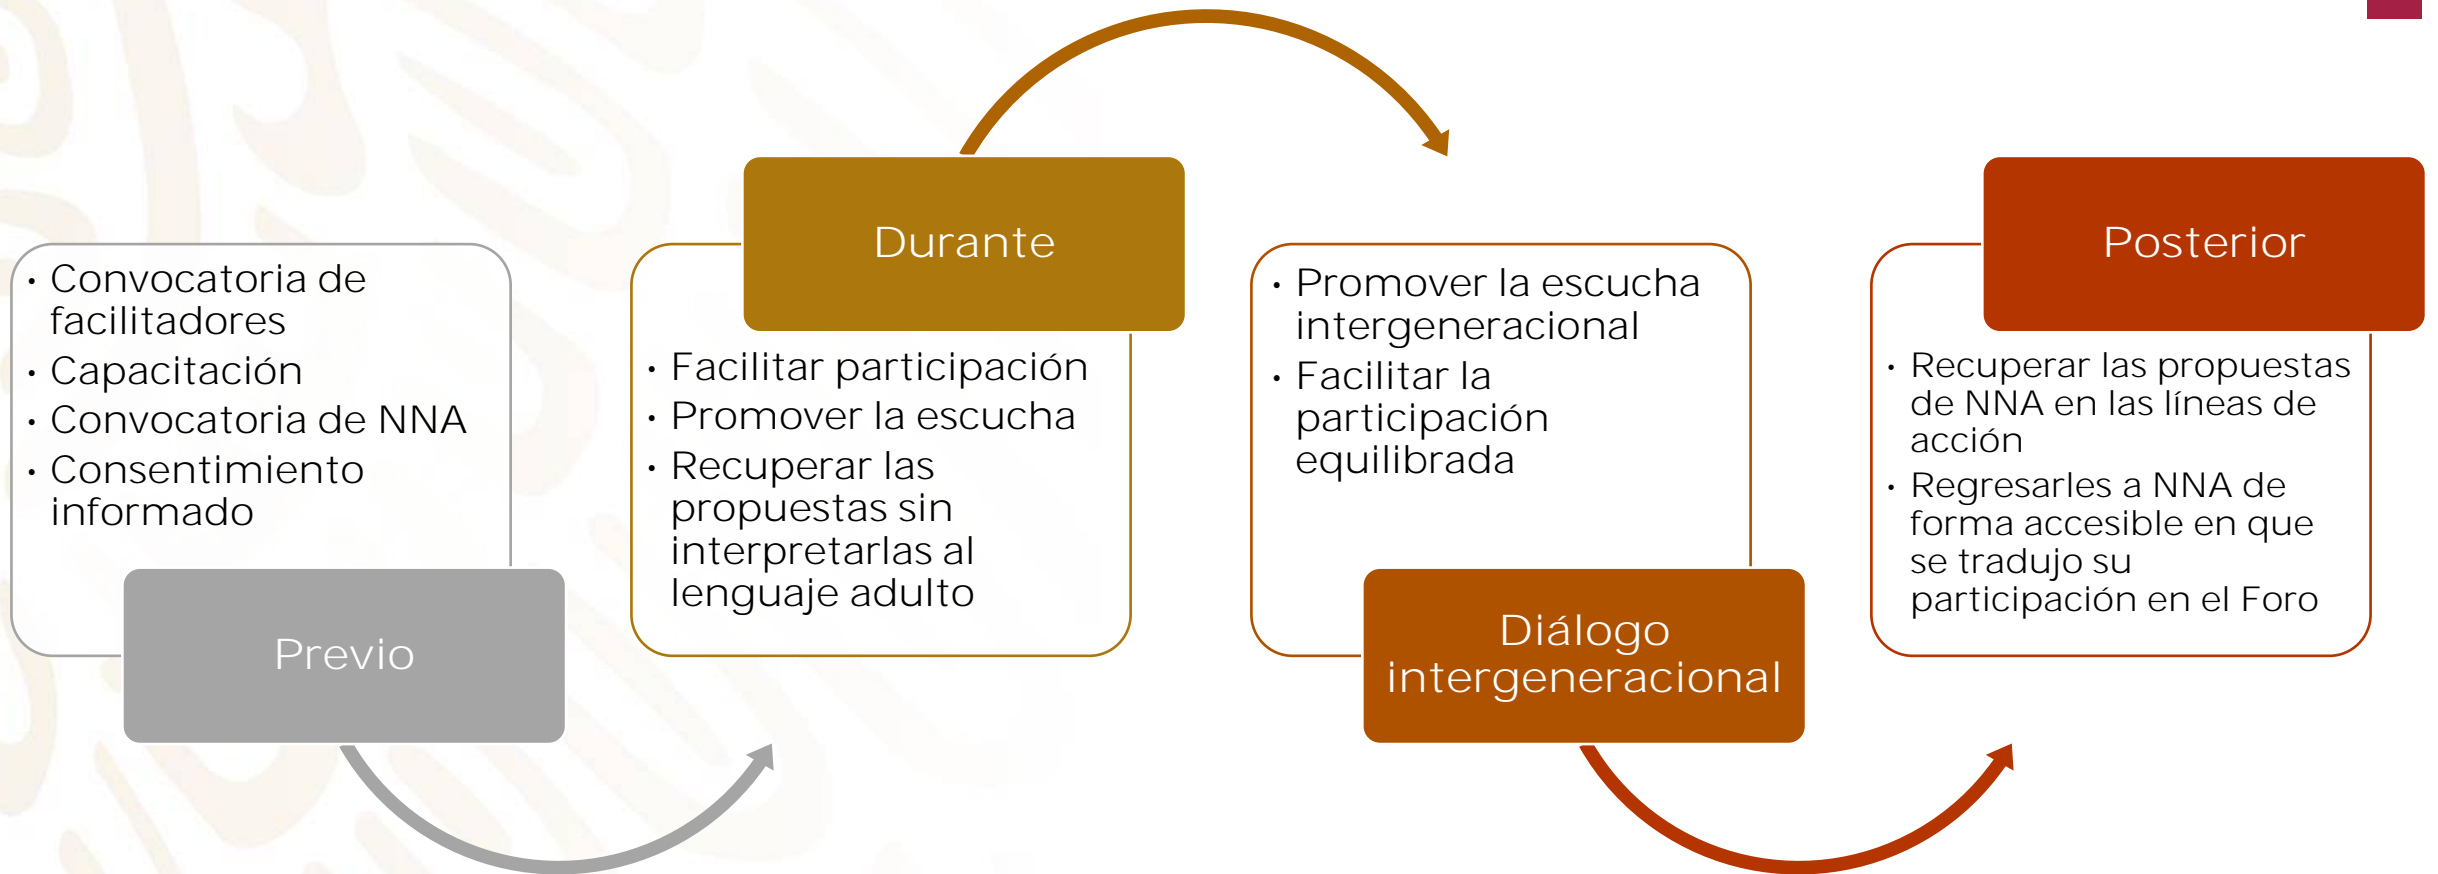 · Convocatoria de
facilitadores
· Capacitación
· Convocatoria de NNA
· Consentimiento
informado
Previo
Durante
· Facilitar participación
· Promover la escucha
· Recuperar las
propuestas sin
interpretarlas al
lenguaje adulto
· Promover la escucha
intergeneracional
· Facilitar la
participación
equilibrada
Diálogo
intergeneracional
Posterior
· Recuperar las propuestas
de NNA en las líneas de
acción
· Regresarles a NNA de
forma accesible en que
se tradujo su
participación en el Foro